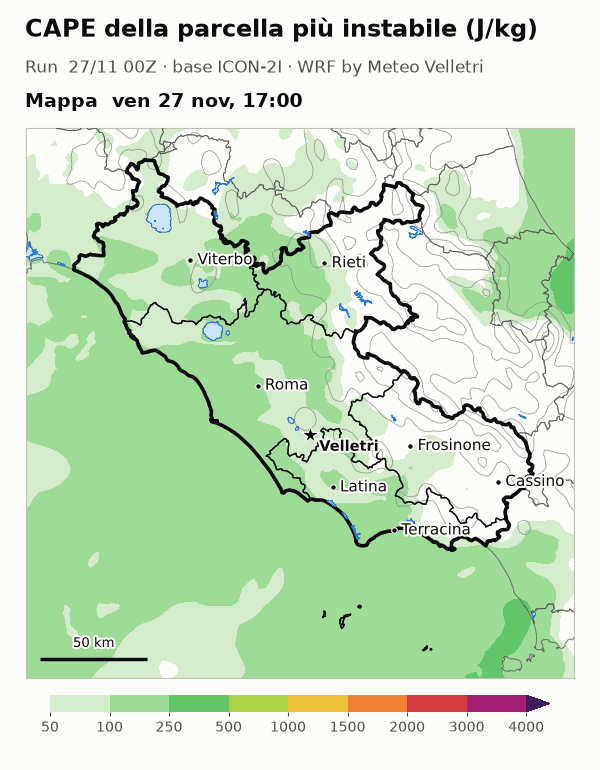 CAPE della parcella più instabile (J/kg)
Run  27/11 00Z · base ICON-2I · WRF by Meteo Velletri
Mappa  ven 27 nov, 17:00
Viterbo
Rieti
Roma
Velletri
Frosinone
Latina
Cassino
Terracina
50 km
50 100 250 500 1000 1500 2000 3000 4000